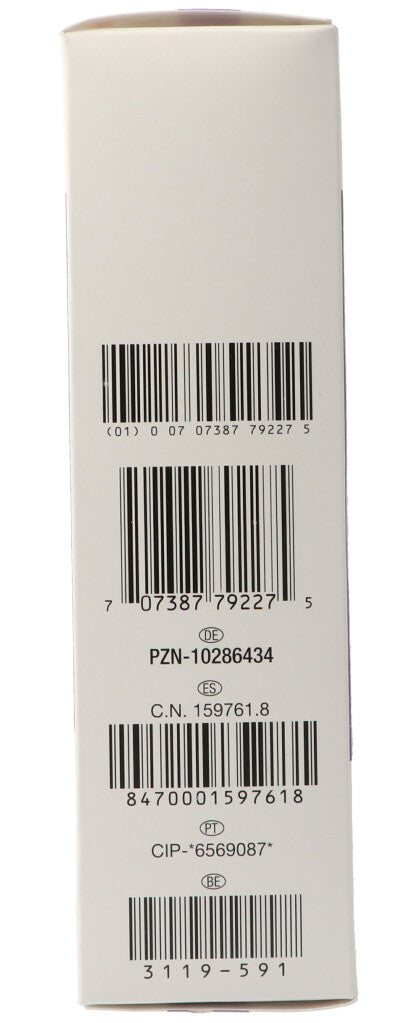 (01) 0 07 07387 79227 5
7 07387 79227 5
DE
PZN-10286434
ES
C.N. 159761.8
8470001597618
PT
CIP-*6569087*
BE
3119-591